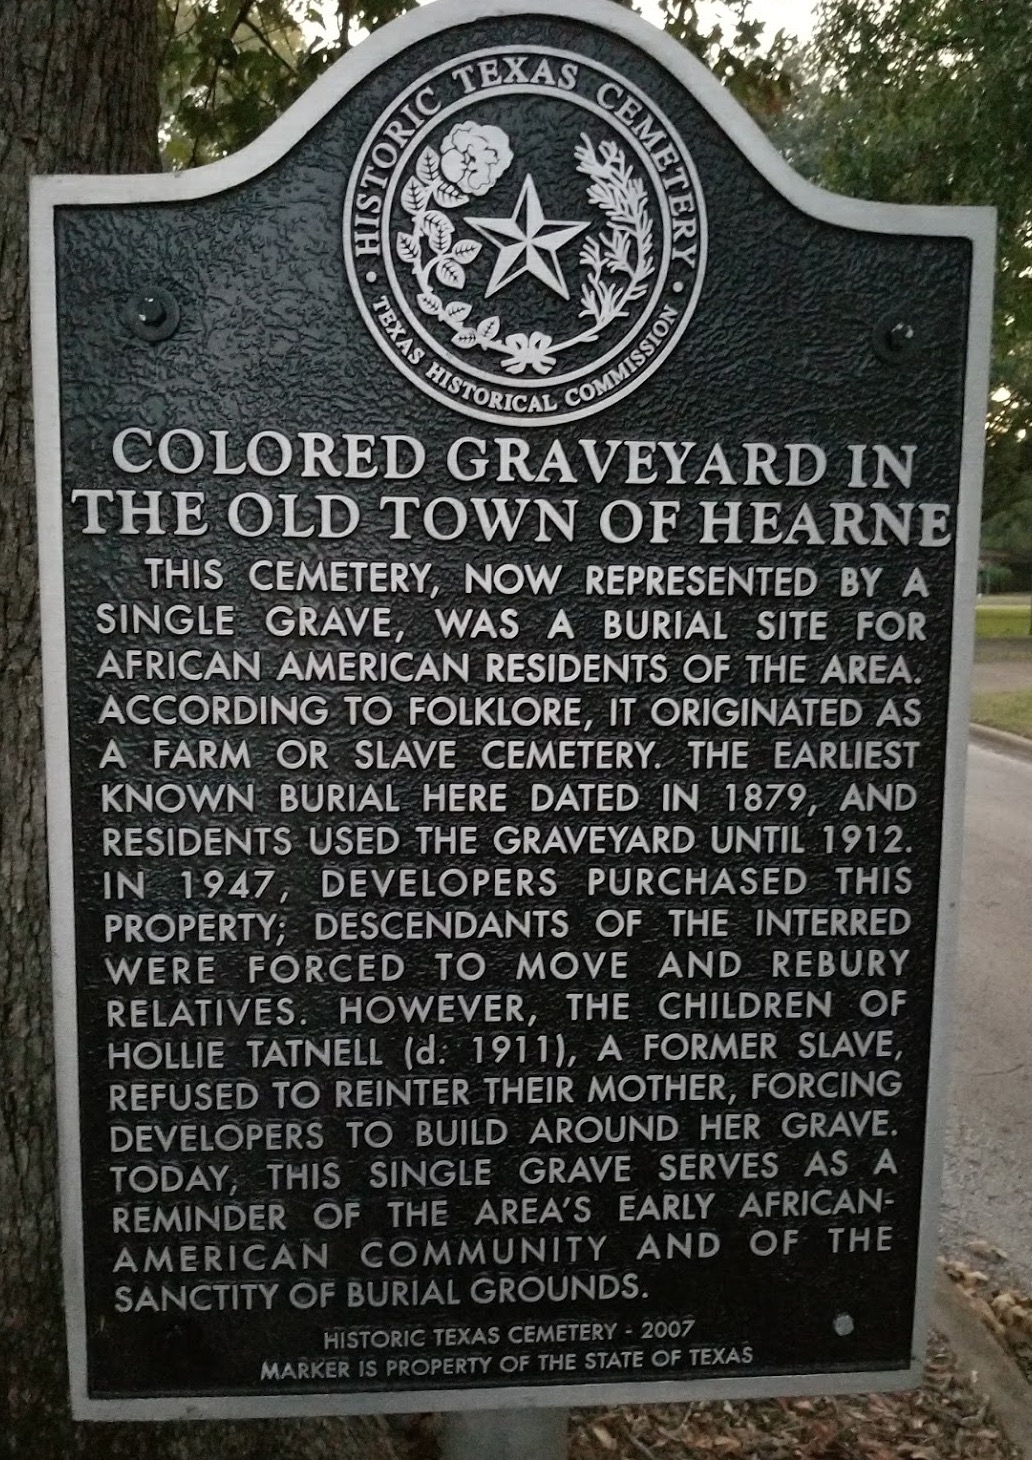 HISTORIC TEXAS CEMETERY
• TEXAS HISTORICAL COMMISSION •
COLORED GRAVEYARD IN
THE OLD TOWN OF HEARNE
THIS CEMETERY, NOW REPRESENTED BY A
SINGLE GRAVE, WAS A BURIAL SITE FOR
AFRICAN AMERICAN RESIDENTS OF THE AREA.
ACCORDING TO FOLKLORE, IT ORIGINATED AS
A FARM OR SLAVE CEMETERY. THE EARLIEST
KNOWN BURIAL HERE DATED IN 1879, AND
RESIDENTS USED THE GRAVEYARD UNTIL 1912.
IN 1947, DEVELOPERS PURCHASED THIS
PROPERTY; DESCENDANTS OF THE INTERRED
WERE FORCED TO MOVE AND REBURY
RELATIVES. HOWEVER, THE CHILDREN OF
HOLLIE TATNELL (d. 1911), A FORMER SLAVE,
REFUSED TO REINTER THEIR MOTHER, FORCING
DEVELOPERS TO BUILD AROUND HER GRAVE.
TODAY, THIS SINGLE GRAVE SERVES AS A
REMINDER OF THE AREA'S EARLY AFRICAN-
AMERICAN COMMUNITY AND OF THE
SANCTITY OF BURIAL GROUNDS.
HISTORIC TEXAS CEMETERY - 2007
MARKER IS PROPERTY OF THE STATE OF TEXAS